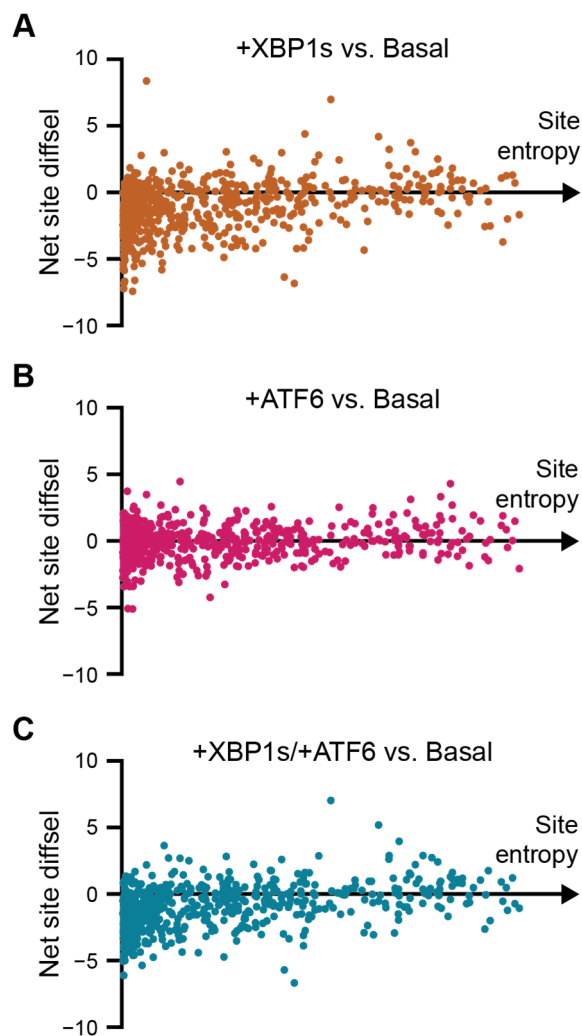 A
+XBP1s vs. Basal
10
5
0
−5
−10
Net site diffsel
Site
entropy
B
+ATF6 vs. Basal
10
5
0
−5
−10
Net site diffsel
Site
entropy
C
+XBP1s/+ATF6 vs. Basal
10
5
0
−5
−10
Net site diffsel
Site
entropy